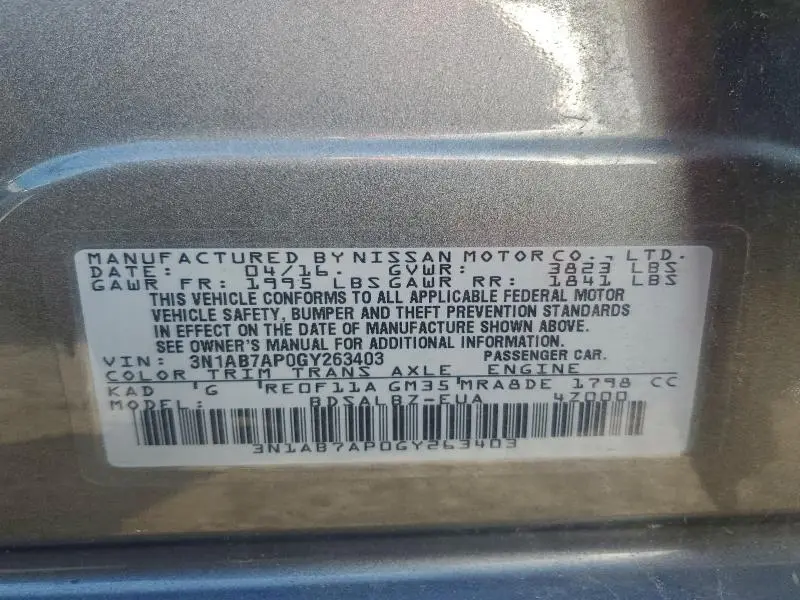 MANUFACTURED BY NISSAN MOTOR CO., LTD.
DATE: 04/16. GVWR: 3823 LBS
GAWR FR: 1995 LBS GAWR RR: 1841 LBS
THIS VEHICLE CONFORMS TO ALL APPLICABLE FEDERAL MOTOR
VEHICLE SAFETY, BUMPER AND THEFT PREVENTION STANDARDS
IN EFFECT ON THE DATE OF MANUFACTURE SHOWN ABOVE.
SEE OWNER'S MANUAL FOR ADDITIONAL INFORMATION.
VIN: 3N1AB7AP0GY263403 PASSENGER CAR.
COLOR TRIM TRANS AXLE ENGINE
KAD G RE0F11A GM35 MRA8DE 1798 CC
MODEL: BDSALBZ-EUA 47000
3N1AB7AP0GY263403